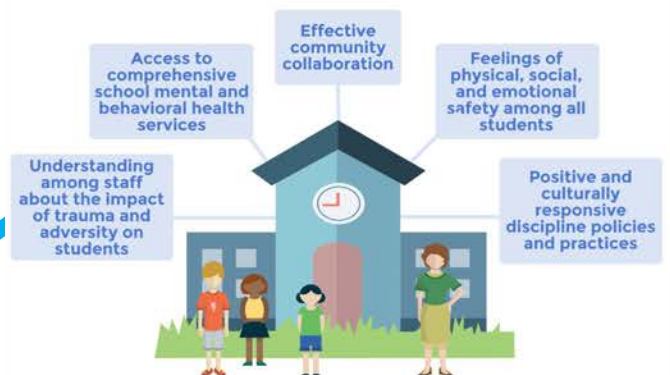 Effective
community
collaboration
Access to
comprehensive
school mental and
behavioral health
services
Feelings of
physical, social,
and emotional
safety among all
students
Understanding
among staff
about the impact
of trauma and
adversity on
students
Positive and
culturally
responsive
discipline policies
and practices